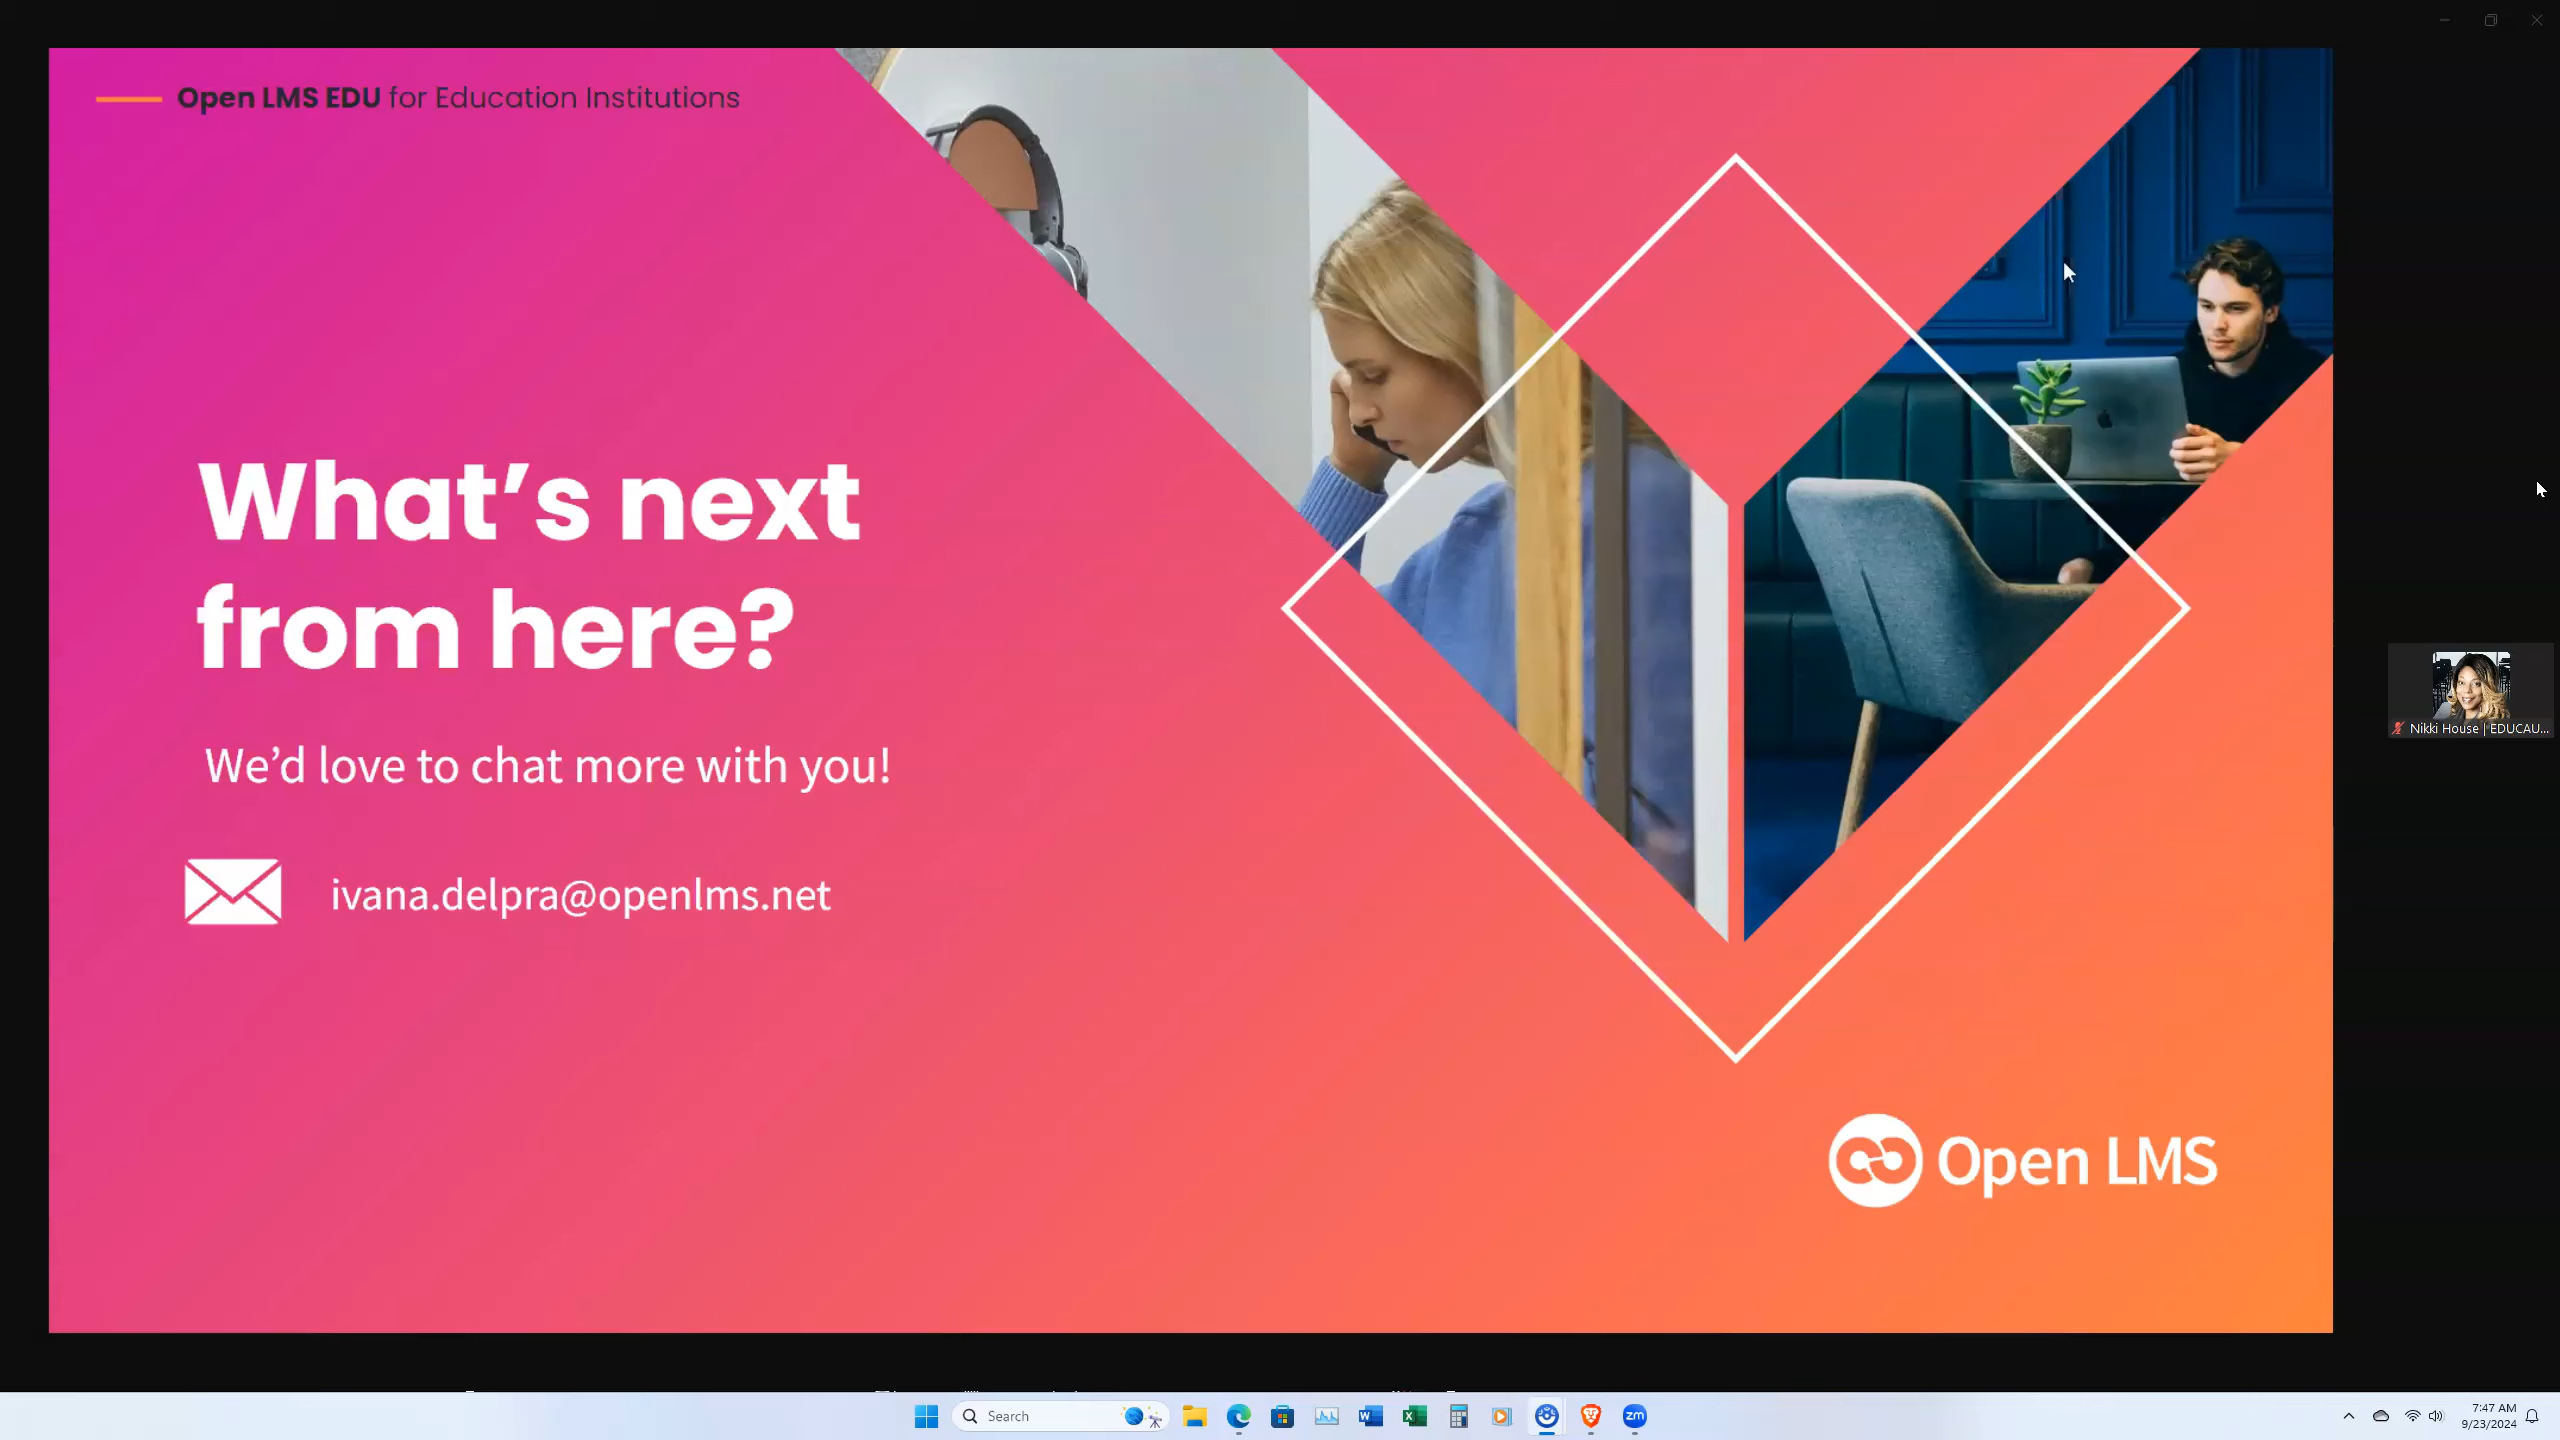 Open LMS EDU for Education Institutions
What’s next
from here?
We’d love to chat more with you!
ivana.delpra@openlms.net
Open LMS
Nikki House | EDUCAU...
Search
zm
7:47 AM
9/23/2024